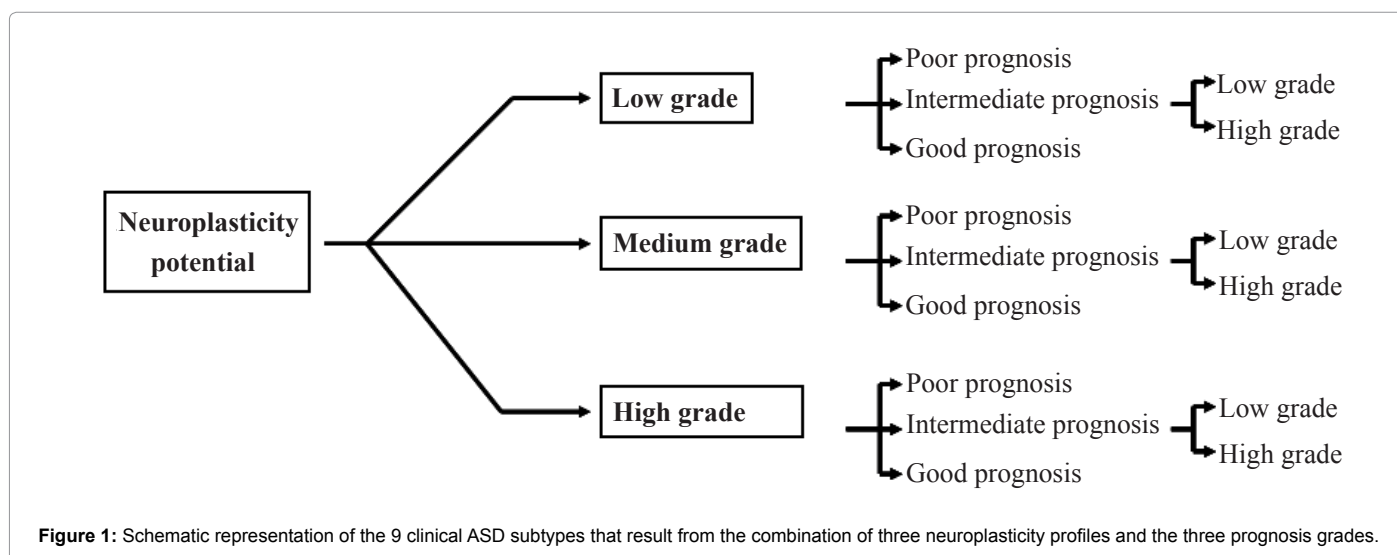 Neuroplasticity
potential
Low grade
Poor prognosis
Intermediate prognosis
Good prognosis
Low grade
High grade
Medium grade
Poor prognosis
Intermediate prognosis
Good prognosis
Low grade
High grade
High grade
Poor prognosis
Intermediate prognosis
Good prognosis
Low grade
High grade
Figure 1: Schematic representation of the 9 clinical ASD subtypes that result from the combination of three neuroplasticity profiles and the three prognosis grades.